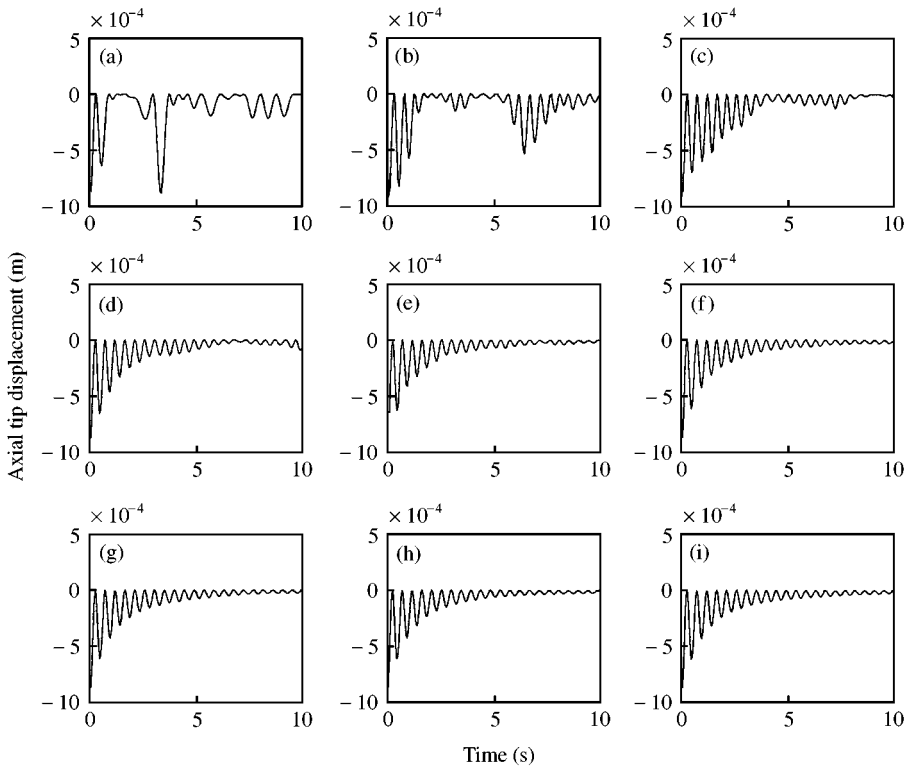 × 10⁻⁴ × 10⁻⁴ × 10⁻⁴
5 (a) 5 (b) 5 (c)
0 0 0
− 5 − 5 − 5
− 10 − 10 − 10
0 5 10 0 5 10 0 5 10
Axial tip displacement (m)
× 10⁻⁴ × 10⁻⁴ × 10⁻⁴
5 (d) 5 (e) 5 (f)
0 0 0
− 5 − 5 − 5
− 10 − 10 − 10
0 5 10 0 5 10 0 5 10
× 10⁻⁴ × 10⁻⁴ × 10⁻⁴
5 (g) 5 (h) 5 (i)
0 0 0
− 5 − 5 − 5
− 10 − 10 − 10
0 5 10 0 5 10 0 5 10
Time (s)